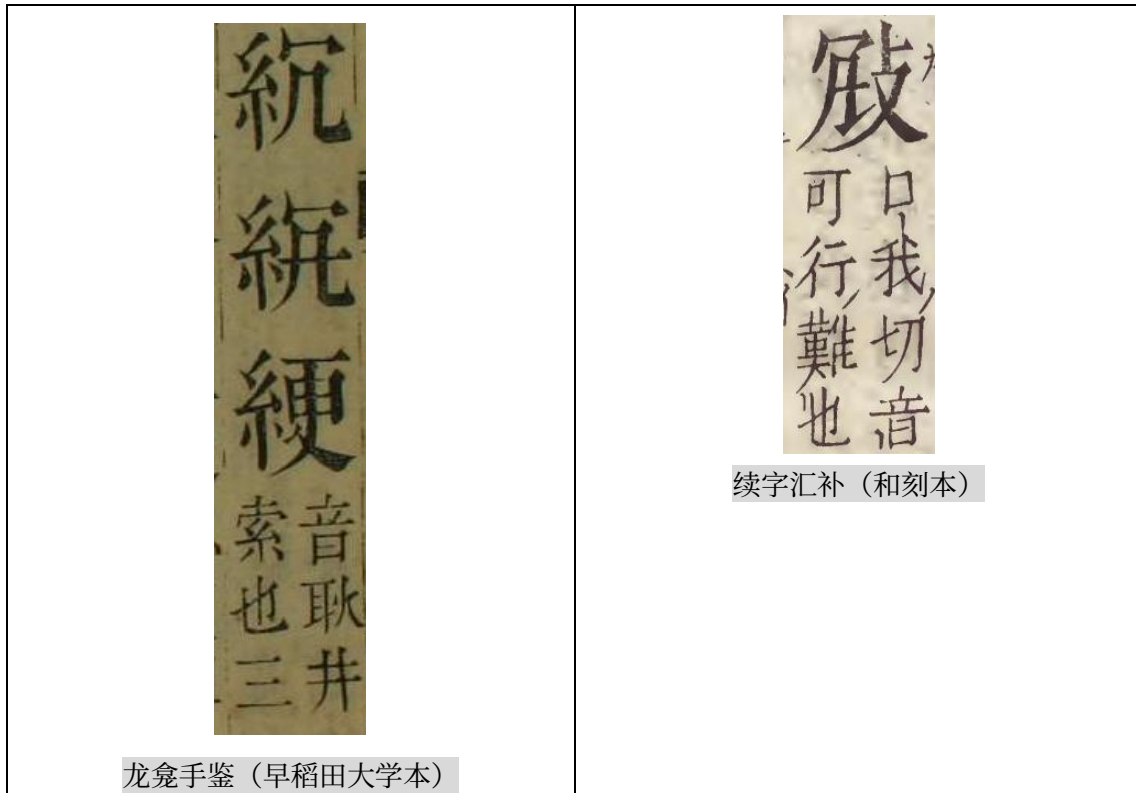 綆
音耿井
索也三
龙龛手鉴（早稻田大学本）
口我切音
可行難也
续字汇补（和刻本）